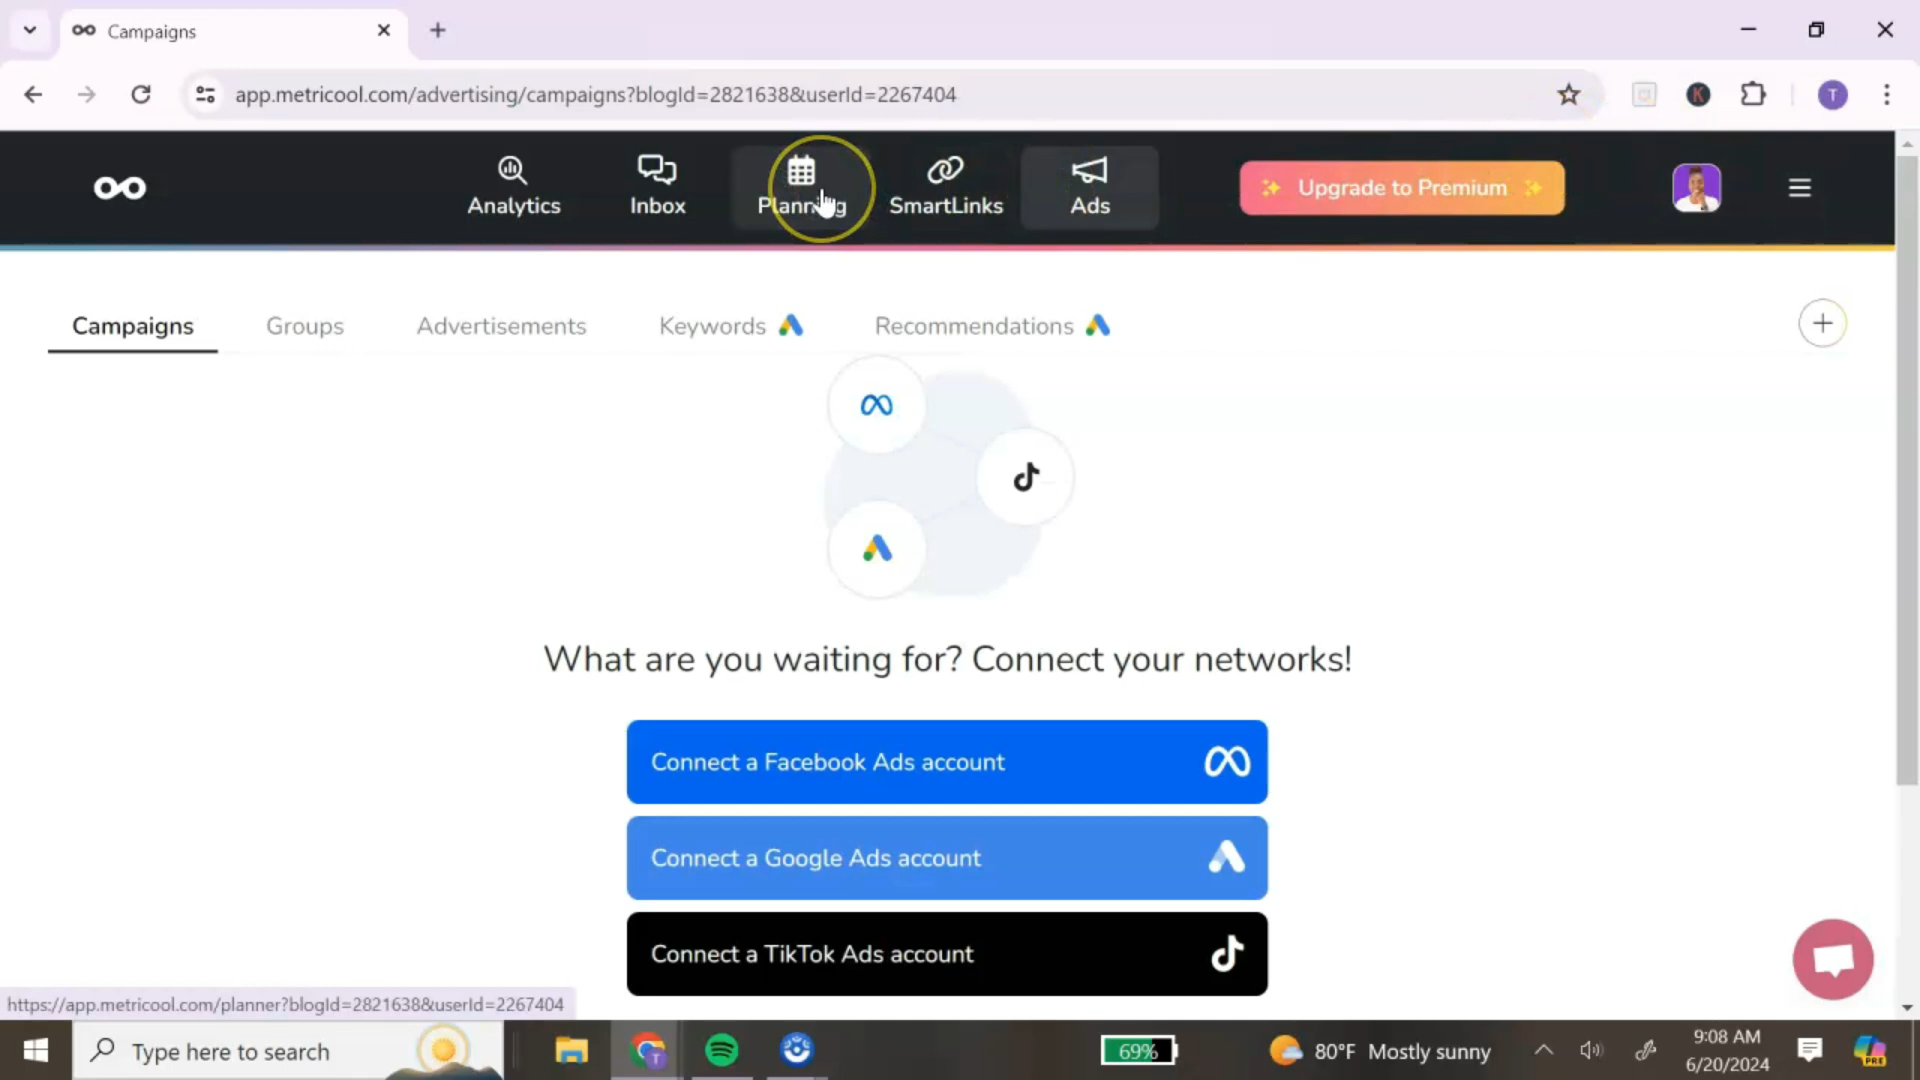 Campaigns
app.metricool.com/advertising/campaigns?blogId=2821638&userId=2267404
K
T
Analytics
Inbox
Planning
SmartLinks
Ads
Upgrade to Premium
Campaigns
Groups
Advertisements
Keywords
Recommendations
What are you waiting for? Connect your networks!
Connect a Facebook Ads account
Connect a Google Ads account
Connect a TikTok Ads account
https://app.metricool.com/planner?blogId=2821638&userId=2267404
Type here to search
T
69%
80°F Mostly sunny
9:08 AM
6/20/2024
PRE